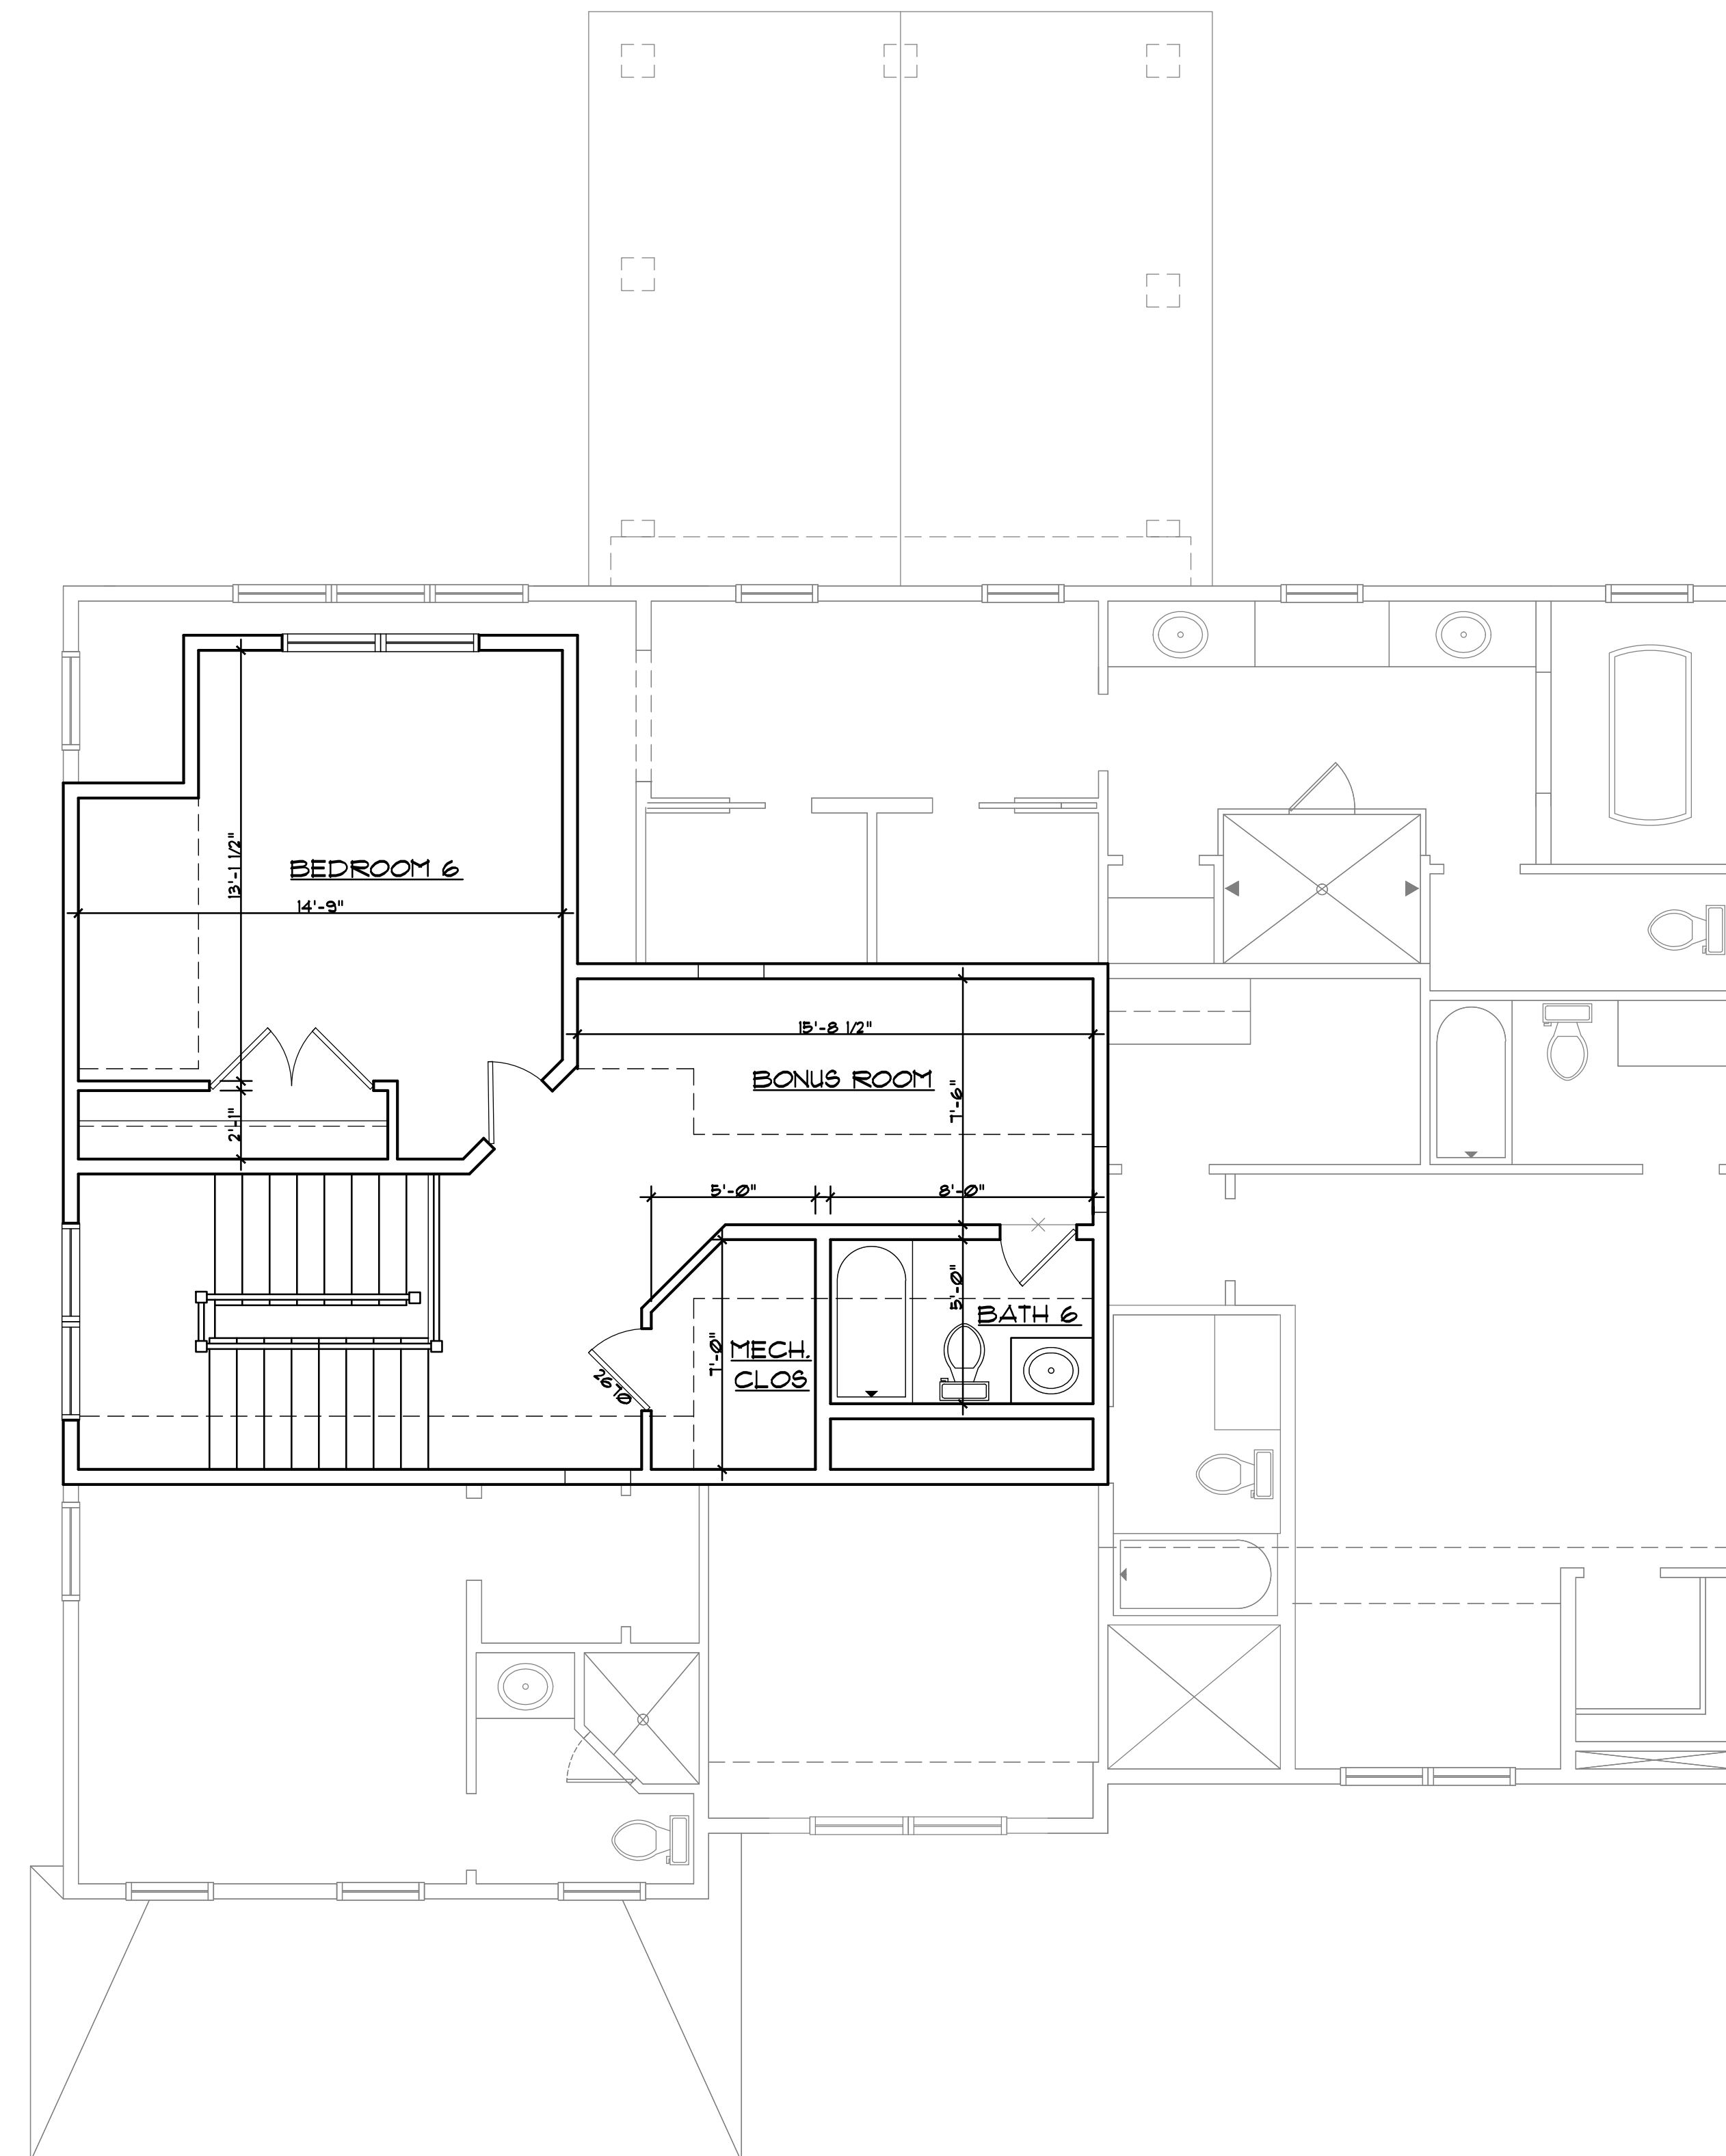 13'-1 1/2"
BEDROOM 6
14'-9"
15'-8 1/2"
BONUS ROOM
7'-6"
2'-1"
5'-0"
8'-0"
5'-0"
BATH 6
7'-0"
MECH.
CLOS
2670